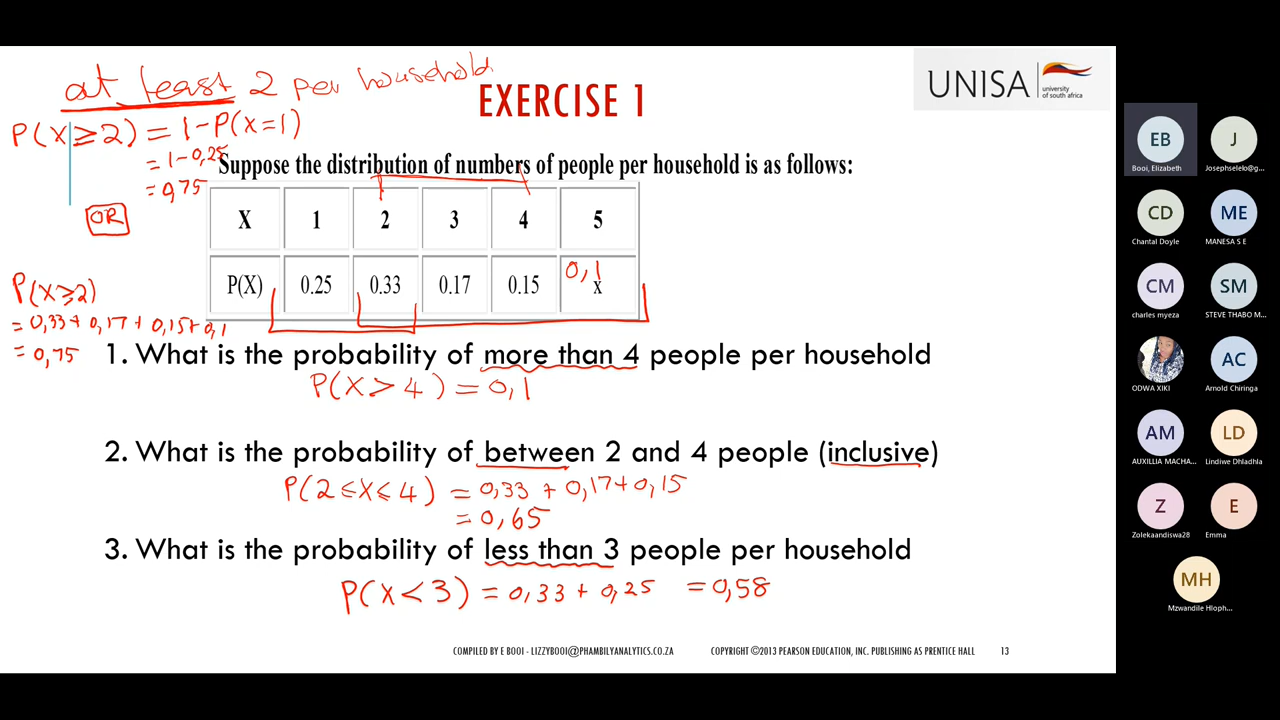 at least 2 per household
EXERCISE 1
UNISA
university
of south africa
P(X≥2) = 1-P(X=1)
= 1-0,25
= 0,75
OR
P(X≥2)
= 0,33 + 0,17 + 0,15 + 0,1
= 0,75
Suppose the distribution of numbers of people per household is as follows:
X 1 2 3 4 5
P(X) 0.25 0.33 0.17 0.15 0,1 x
1. What is the probability of more than 4 people per household
P(X > 4) = 0,1
2. What is the probability of between 2 and 4 people (inclusive)
P(2 ≤ X ≤ 4) = 0,33 + 0,17 + 0,15
= 0,65
3. What is the probability of less than 3 people per household
P(X < 3) = 0,33 + 0,25 = 0,58
COMPILED BY E BOOI - LIZZYBOOI@PHAMBILYANALYTICS.CO.ZA COPYRIGHT ©2013 PEARSON EDUCATION, INC. PUBLISHING AS PRENTICE HALL 13
EB J
Booi, Elizabeth Josephselelo@g...
CD ME
Chantal Doyle MANESA S E
CM SM
charles myeza STEVE THABO M...
AC
ODWA XIKI Arnold Chiringa
AM LD
AUXILLIA MACHA... Lindiwe Dhladhla
Z E
Zolekaandiswa28 Emma
MH
Mzwandile Hloph...